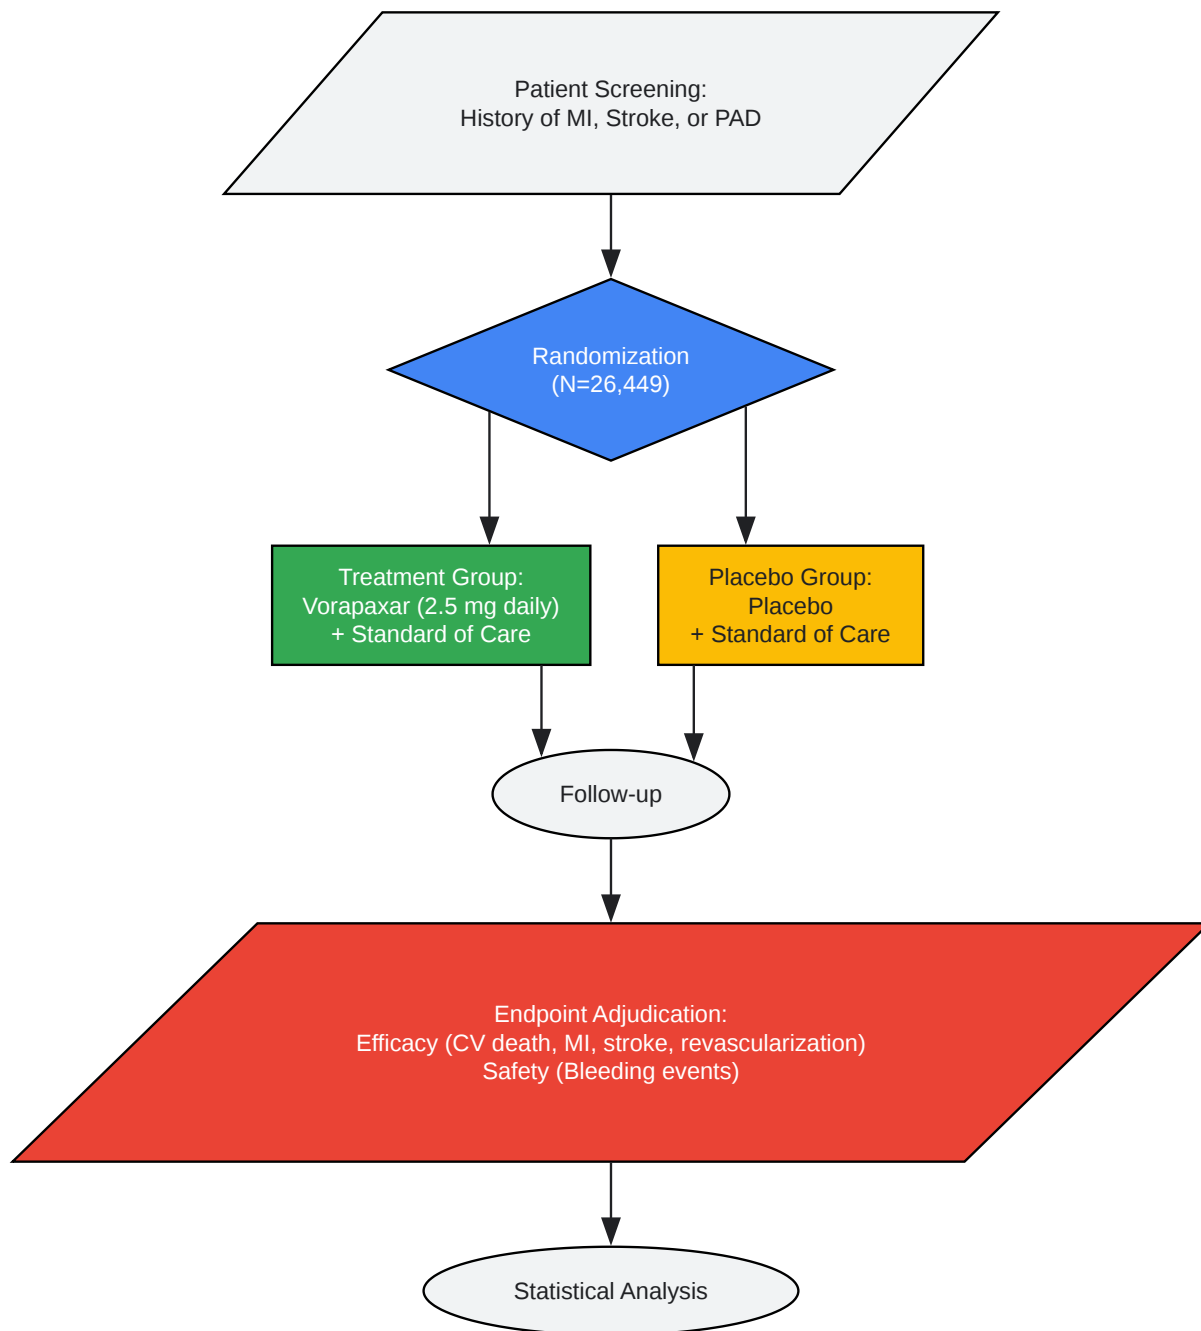 Patient Screening:
History of MI, Stroke, or PAD
Randomization
(N=26,449)
Treatment Group:
Vorapaxar (2.5 mg daily)
+ Standard of Care
Placebo Group:
Placebo
+ Standard of Care
Follow-up
Endpoint Adjudication:
Efficacy (CV death, MI, stroke, revascularization)
Safety (Bleeding events)
Statistical Analysis